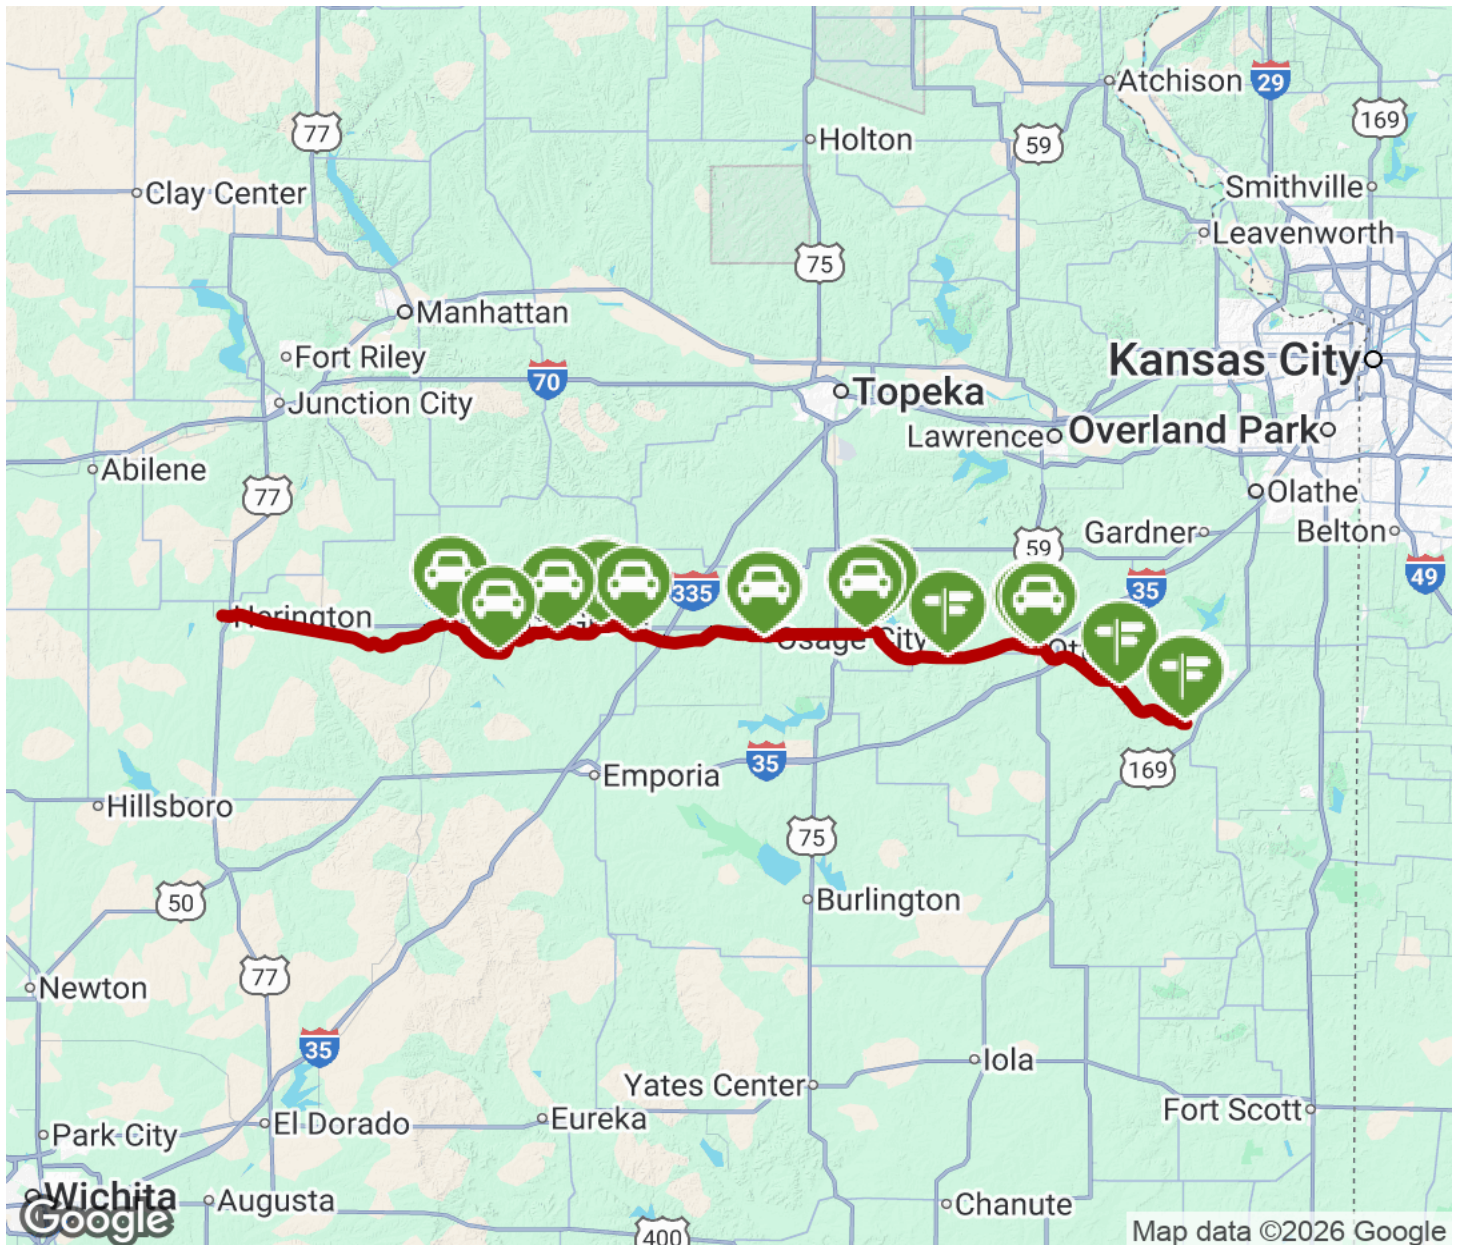 Atchison
29
77
169
Holton
59
Smithville
Clay Center
Leavenworth
75
Manhattan
Fort Riley
Kansas City
70
Topeka
Junction City
Lawrence
Overland Park
Abilene
77
Olathe
Gardner
Belton
59
49
335
35
Herington
Osage City
Emporia
35
169
Hillsboro
75
50
Burlington
77
Newton
35
Iola
Yates Center
Fort Scott
Eureka
El Dorado
Park City
Wichita
Augusta
Chanute
Google
400
Map data ©2026 Google